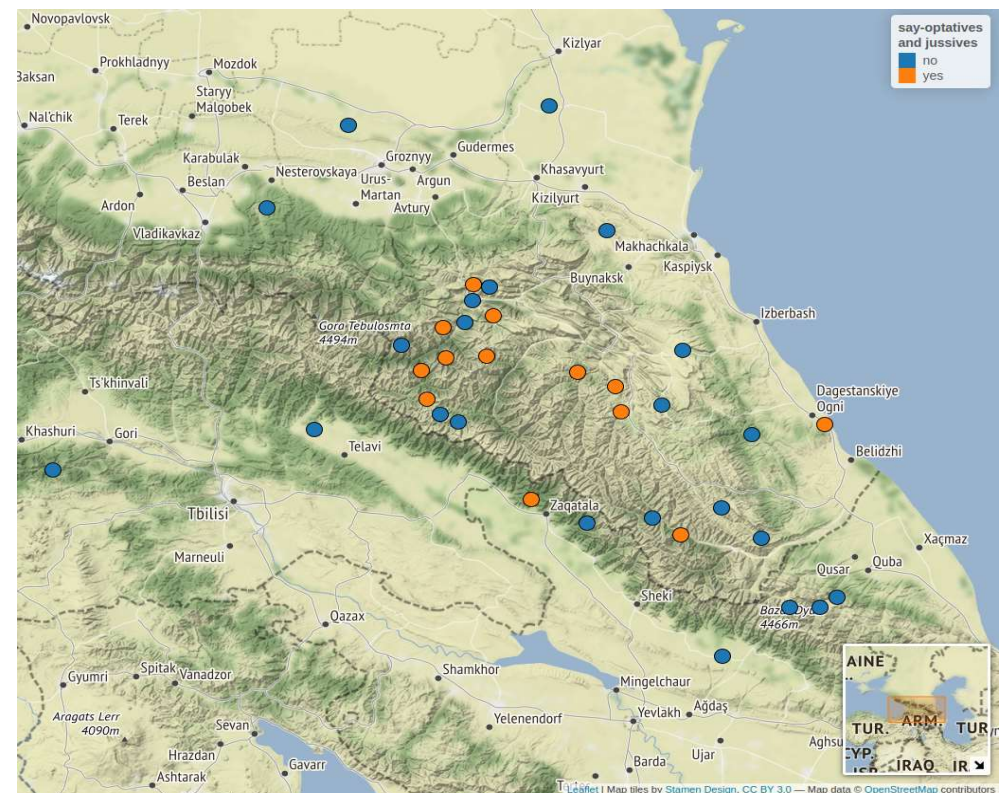 Novopavlovsk
Kizlyar
say-optatives
and jussives
no
yes
Prokhladnyy
Mozdok
Baksan
Staryy
Malgobek
Nal'chik
Terek
Gudermes
Groznyy
Karabulak
Nesterovskaya
Urus-
Martan
Argun
Khasavyurt
Beslan
Kizilyurt
Ardon
Avtury
Vladikavkaz
Makhachkala
Kaspiysk
Buynaksk
Izberbash
Gora Tebulosmta
4494m
Ts'khinvali
Dagestanskiye
Ogni
Khashuri
Gori
Telavi
Belidzhi
Zaqatala
Tbilisi
Xaçmaz
Marneuli
Qusar
Quba
Sheki
4466m
Qazax
AINE
Gyumri
Spitak
Vanadzor
Shamkhor
Mingelchaur
Aragats Lerr
4090m
Yelenendorf
Yevlakh
Ağdaş
TUR.
ARM.
TUR
Sevan
Aghsu
Hrazdan
Gavarr
Ujar
Barda
IRAQ
IR.
Ashtarak
Leaflet | Map tiles by Stamen Design, CC BY 3.0 — Map data © OpenStreetMap contributors